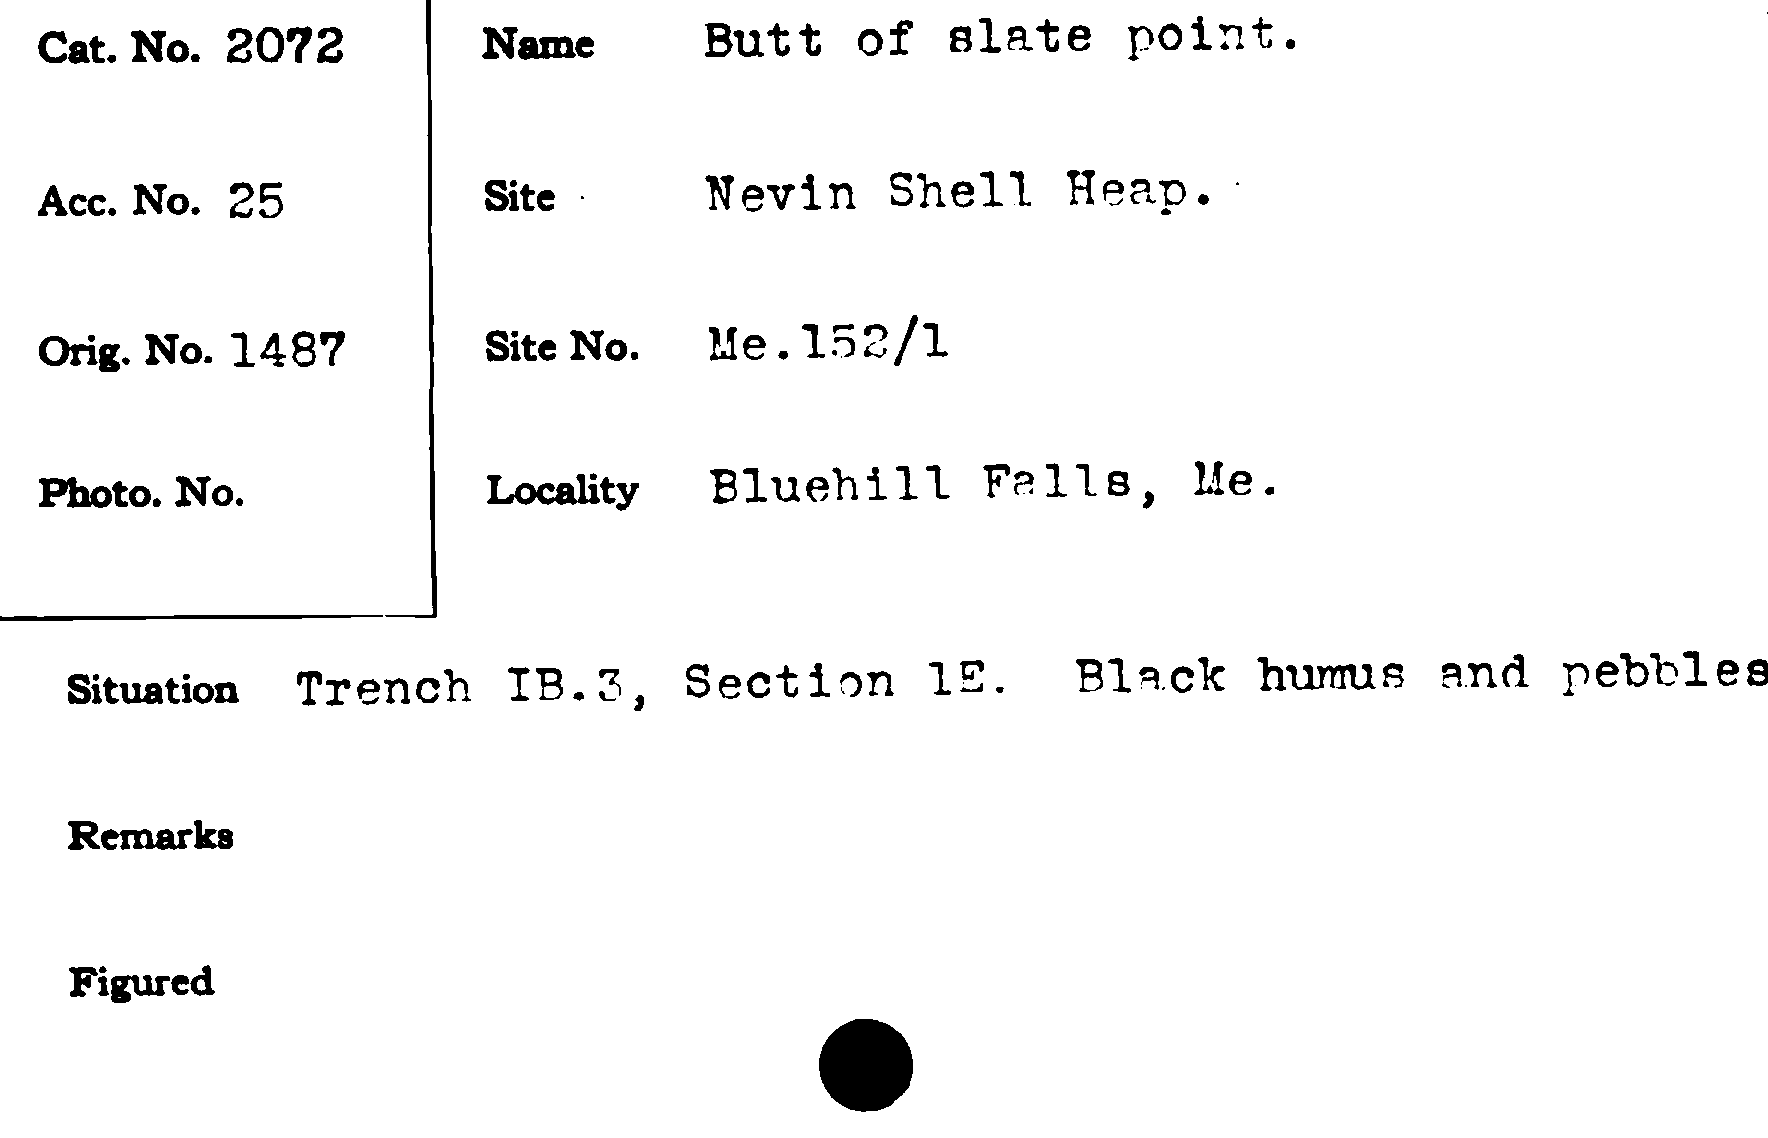 Cat. No. 2072
Name Butt of slate point.
Acc. No. 25
Site Nevin Shell Heap.
Orig. No. 1487
Site No. Me.152/1
Photo. No.
Locality Bluehill Falls, Me.
Situation Trench IB.3, Section 1E. Black humus and pebbles
Remarks
Figured